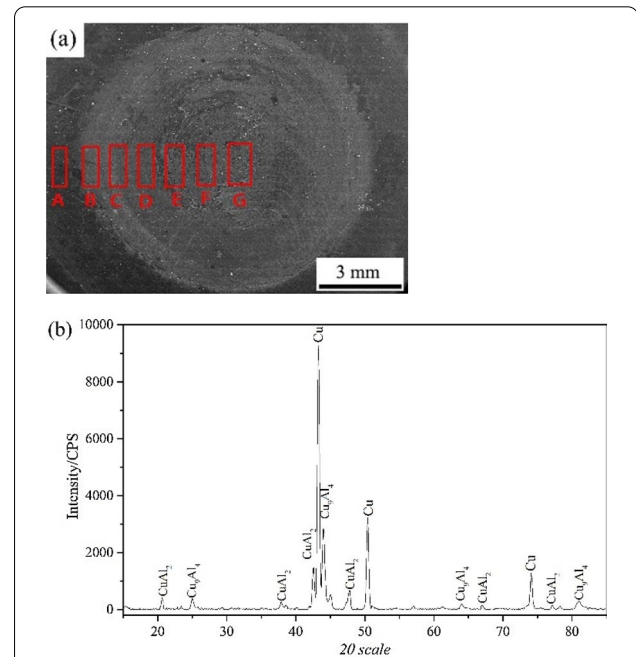 (a)
A B C D E F G
3 mm
(b)
10000
8000
6000
4000
2000
0
Intensity/CPS
CuAl2
Cu9Al4
CuAl2
CuAl2
Cu
Cu9Al4
CuAl2
Cu
Cu9Al4
CuAl2
Cu
CuAl2
Cu9Al4
20 30 40 50 60 70 80
2θ scale